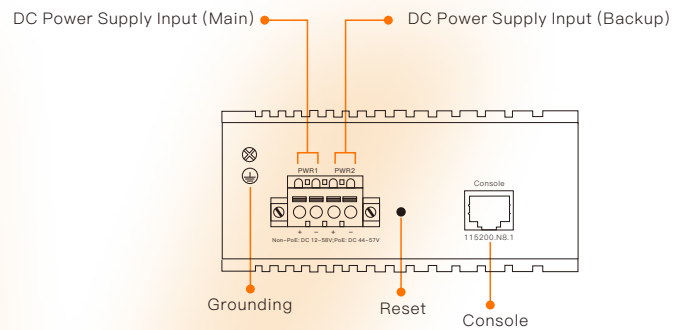 DC Power Supply Input (Main)
DC Power Supply Input (Backup)
PWR1
PWR2
Console
+ − + −
Non-PoE: DC 12-58V;PoE: DC 44-57V
115200.N8.1
Grounding
Reset
Console